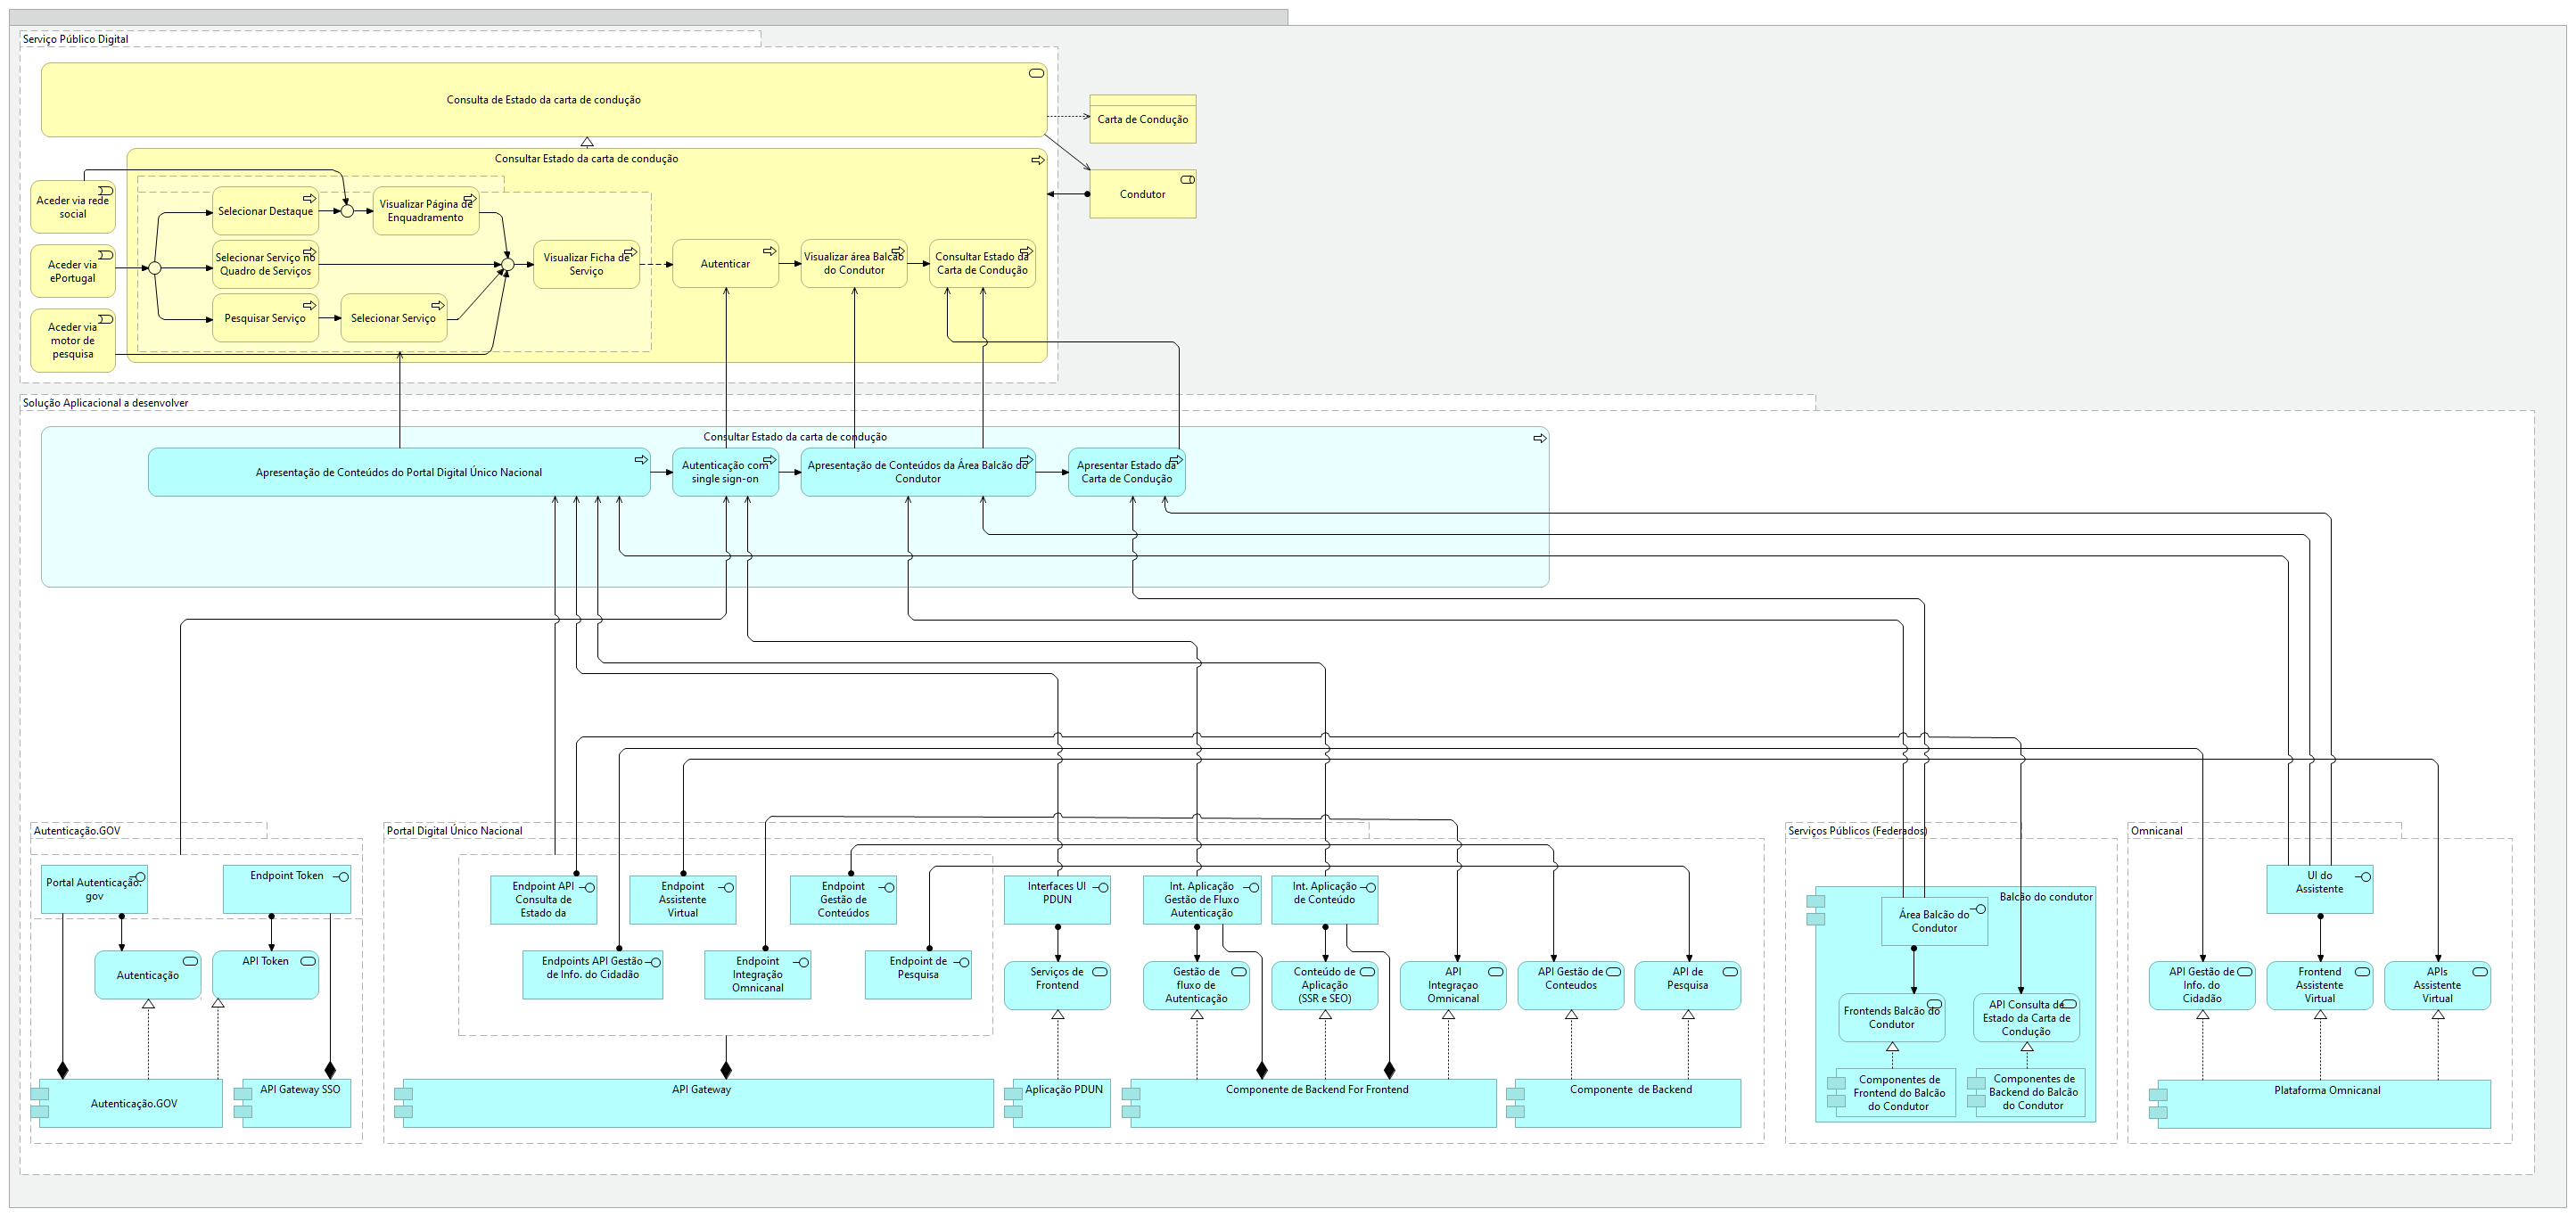 Serviço Público Digital
Consulta de Estado da carta de condução
Carta de Condução
Consultar Estado da carta de condução
Condutor
Aceder via rede
social
Selecionar Destaque
Visualizar Página de
Enquadramento
Aceder via
ePortugal
Selecionar Serviço no
Quadro de Serviços
Visualizar Ficha de
Serviço
Autenticar
Visualizar área Balcão
do Condutor
Consultar Estado da
Carta de Condução
Aceder via
motor de
pesquisa
Pesquisar Serviço
Selecionar Serviço
Solução Aplicacional a desenvolver
Consultar Estado da carta de condução
Apresentação de Conteúdos do Portal Digital Único Nacional
Autenticação com
single sign-on
Apresentação de Conteúdos da Área Balcão do
Condutor
Apresentar Estado da
Carta de Condução
Autenticação.GOV
Portal Autenticação.
gov
Endpoint Token
Autenticação
API Token
Autenticação.GOV
API Gateway SSO
Portal Digital Único Nacional
Endpoint API
Consulta de
Estado da
Endpoint
Assistente
Virtual
Endpoint
Gestão de
Conteúdos
Endpoints API Gestão
de Info. do Cidadão
Endpoint
Integração
Omnicanal
Endpoint de
Pesquisa
Interfaces UI
PDUN
Int. Aplicação
Gestão de Fluxo
Autenticação
Int. Aplicação
de Conteúdo
Serviços de
Frontend
Gestão de
fluxo de
Autenticação
Conteúdo de
Aplicação
(SSR e SEO)
API
Integraçao
Omnicanal
API Gestão de
Conteudos
API de
Pesquisa
API Gateway
Aplicação PDUN
Componente de Backend For Frontend
Componente de Backend
Serviços Públicos (Federados)
Balcão do condutor
Área Balcão do
Condutor
Frontends Balcão do
Condutor
API Consulta de
Estado da Carta de
Condução
Componentes de
Frontend do Balcão
do Condutor
Componentes de
Backend do Balcão
do Condutor
Omnicanal
UI do
Assistente
API Gestão de
Info. do
Cidadão
Frontend
Assistente
Virtual
APIs
Assistente
Virtual
Plataforma Omnicanal